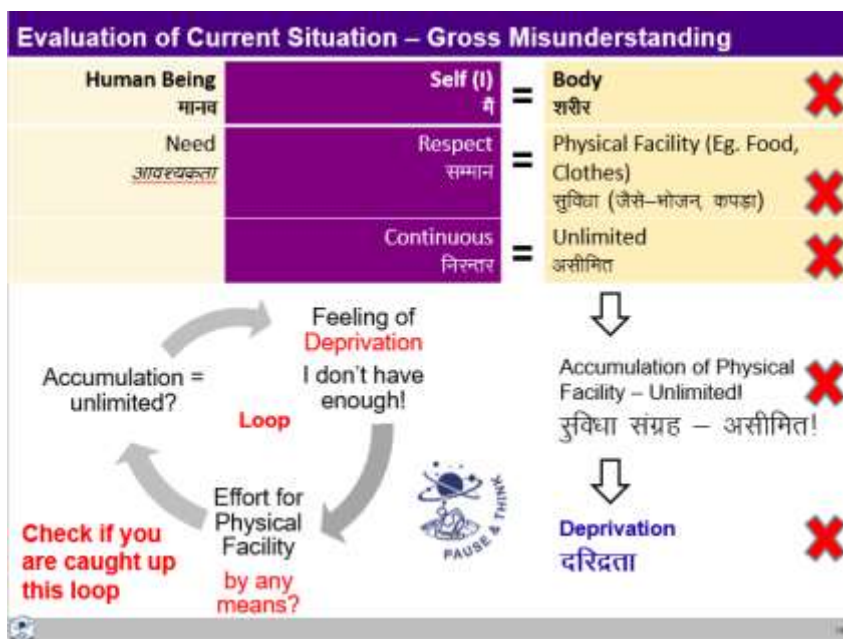 Evaluation of Current Situation – Gross Misunderstanding
Human Being
मानव
Self (I)
मैं
=
Body
शरीर
Need
आवश्यकता
Respect
सम्मान
=
Physical Facility (Eg. Food,
Clothes)
सुविधा (जैसे–भोजन, कपड़ा)
Continuous
निरन्तर
=
Unlimited
असीमित
Feeling of
Deprivation
I don't have
enough!
Accumulation =
unlimited?
Loop
Effort for
Physical
Facility
by any
means?
Check if you
are caught up
this loop
PAUSE & THINK
Accumulation of Physical
Facility – Unlimited!
सुविधा संग्रह – असीमित!
Deprivation
दरिद्रता